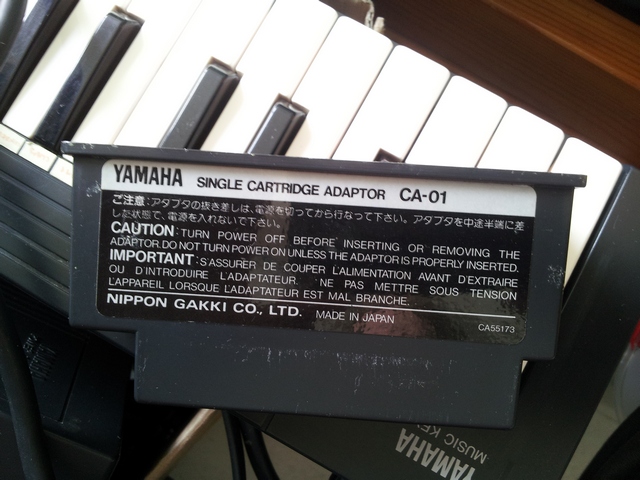 YAMAHA SINGLE CARTRIDGE ADAPTOR CA-01
ご注意:アダプタの抜き差しは、電源を切ってから行なって下さい。アダプタを中途半端に差
した状態で、電源を入れないで下さい。
CAUTION:TURN POWER OFF BEFORE INSERTING OR REMOVING THE
ADAPTOR.DO NOT TURN POWER ON UNLESS THE ADAPTOR IS PROPERLY INSERTED.
IMPORTANT:S'ASSURER DE COUPER L'ALIMENTATION AVANT D'EXTRAIRE
OU D'INTRODUIRE L'ADAPTATEUR. NE PAS METTRE SOUS TENSION
L'APPAREIL LORSQUE L'ADAPTATEUR EST MAL BRANCHE.
NIPPON GAKKI CO., LTD. MADE IN JAPAN
CA55173
YAMAHA
MUSIC